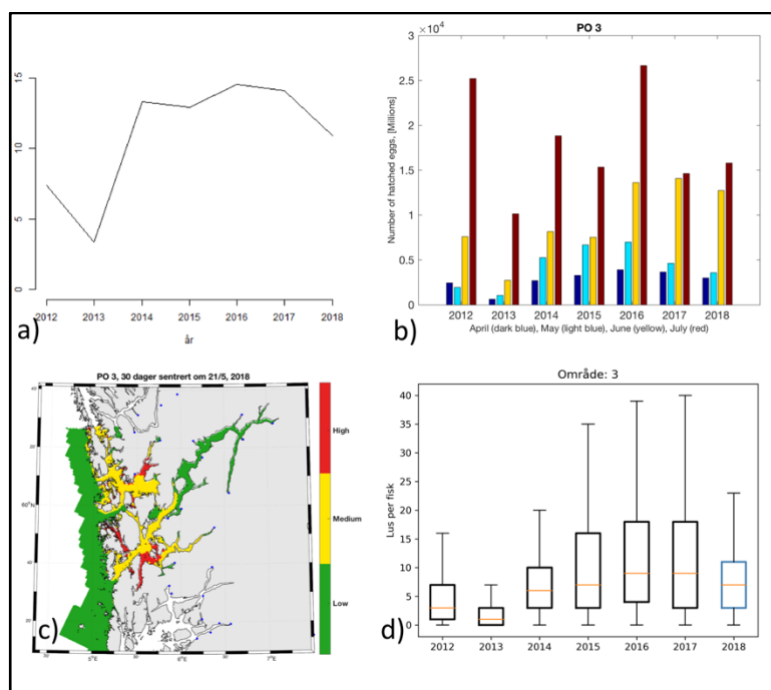 15
10
5
0
2012 2013 2014 2015 2016 2017 2018
år
a)
PO 3
×10⁴
Number of hatched eggs, [Millions]
3
2.5
2
1.5
1
0.5
0
2012 2013 2014 2015 2016 2017 2018
April (dark blue), May (light blue), June (yellow), July (red)
b)
PO 3, 30 dager sentrert om 21/5, 2018
High
Medium
Low
5°E 6°E 7°E
c)
Område: 3
Lus per fisk
40
35
30
25
20
15
10
5
0
2012 2013 2014 2015 2016 2017 2018
d)